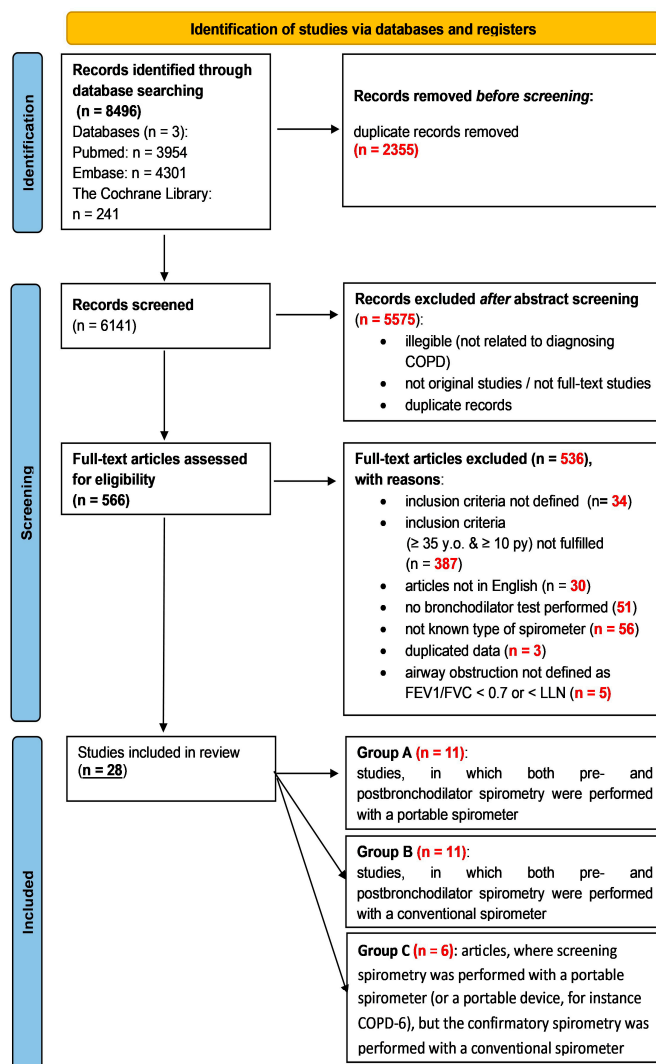 Identification of studies via databases and registers
Identification
Records identified through
database searching
(n = 8496)
Databases (n = 3):
Pubmed: n = 3954
Embase: n = 4301
The Cochrane Library:
n = 241
Records removed before screening:
duplicate records removed
(n = 2355)
Screening
Records screened
(n = 6141)
Records excluded after abstract screening
(n = 5575):
• illegible (not related to diagnosing
COPD)
• not original studies / not full-text studies
• duplicate records
Full-text articles assessed
for eligibility
(n = 566)
Full-text articles excluded (n = 536),
with reasons:
• inclusion criteria not defined (n= 34)
• inclusion criteria
(≥ 35 y.o. & ≥ 10 py) not fulfilled
(n = 387)
• articles not in English (n = 30)
• no bronchodilator test performed (51)
• not known type of spirometer (n = 56)
• duplicated data (n = 3)
• airway obstruction not defined as
FEV1/FVC < 0.7 or < LLN (n = 5)
Included
Studies included in review
(n = 28)
Group A (n = 11):
studies, in which both pre- and
postbronchodilator spirometry were performed
with a portable spirometer
Group B (n = 11):
studies, in which both pre- and
postbronchodilator spirometry were performed
with a conventional spirometer
Group C (n = 6): articles, where screening
spirometry was performed with a portable
spirometer (or a portable device, for instance
COPD-6), but the confirmatory spirometry was
performed with a conventional spirometer